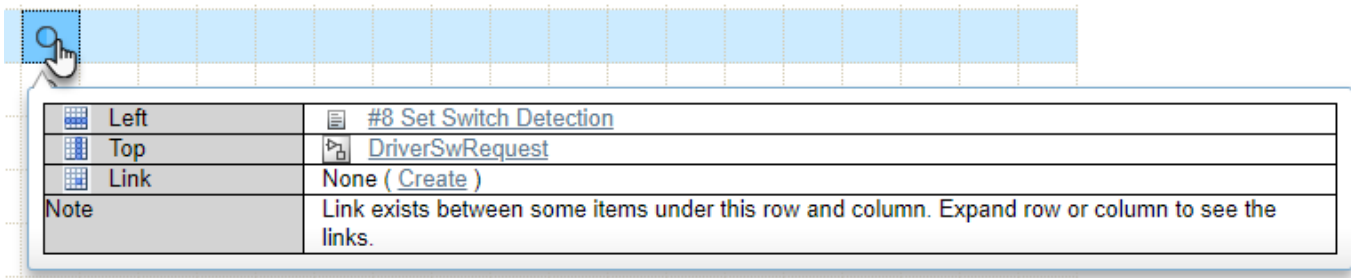 Left #8 Set Switch Detection
Top DriverSwRequest
Link None ( Create )
Note Link exists between some items under this row and column. Expand row or column to see the
links.